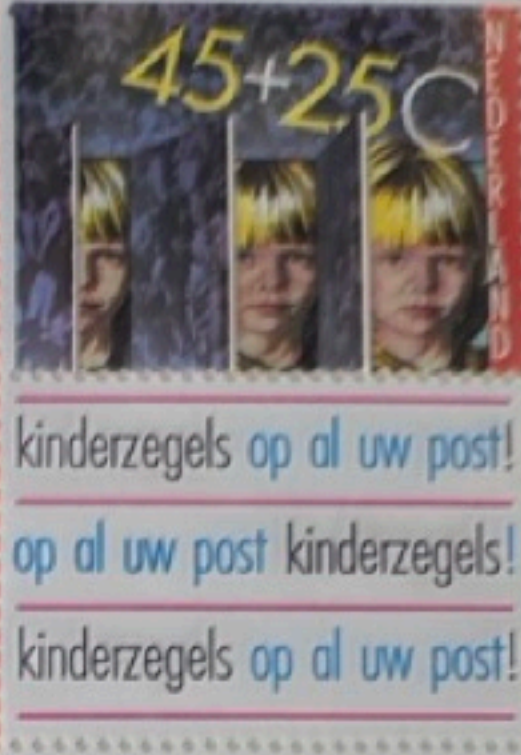 45+25C
NEDERLAND
kinderzegels op al uw post!
op al uw post kinderzegels!
kinderzegels op al uw post!